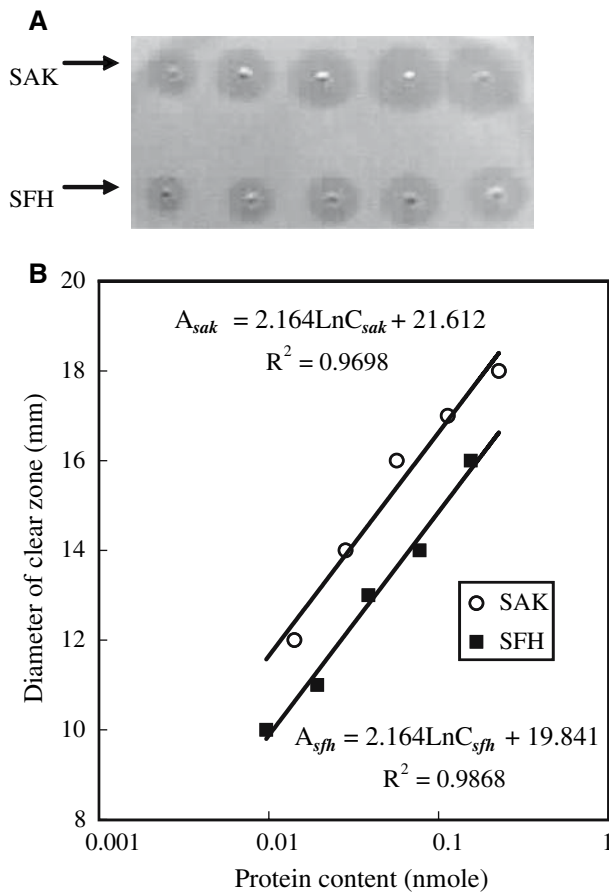 A
SAK
SFH
B
20
18
16
14
12
10
8
Diameter of clear zone (mm)
A_sak = 2.164LnC_sak + 21.612
R² = 0.9698
SAK
SFH
A_sfh = 2.164LnC_sfh + 19.841
R² = 0.9868
0.001 0.01 0.1 1
Protein content (nmole)